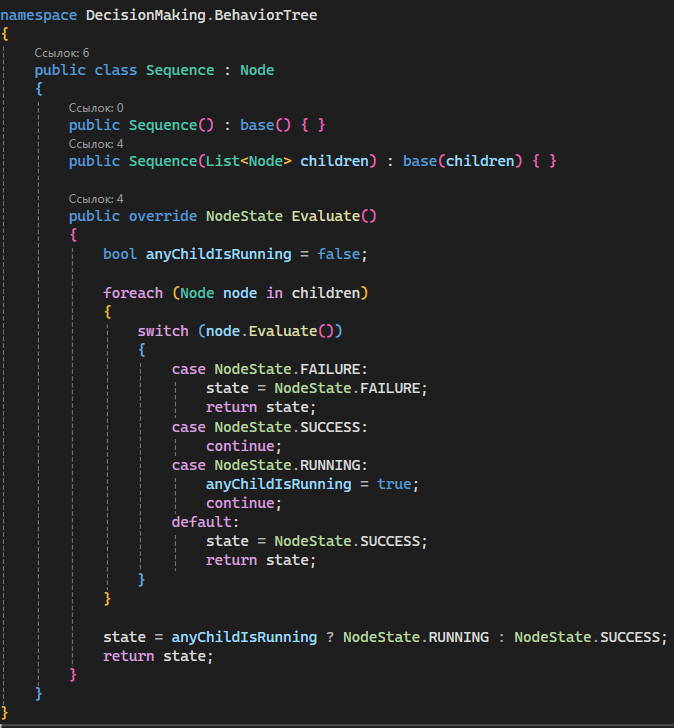 namespace DecisionMaking.BehaviorTree
{
Ссылок: 6
public class Sequence : Node
{
Ссылок: 0
public Sequence() : base() { }
Ссылок: 4
public Sequence(List<Node> children) : base(children) { }
Ссылок: 4
public override NodeState Evaluate()
{
bool anyChildIsRunning = false;
foreach (Node node in children)
{
switch (node.Evaluate())
{
case NodeState.FAILURE:
state = NodeState.FAILURE;
return state;
case NodeState.SUCCESS:
continue;
case NodeState.RUNNING:
anyChildIsRunning = true;
continue;
default:
state = NodeState.SUCCESS;
return state;
}
}
state = anyChildIsRunning ? NodeState.RUNNING : NodeState.SUCCESS;
return state;
}
}
}